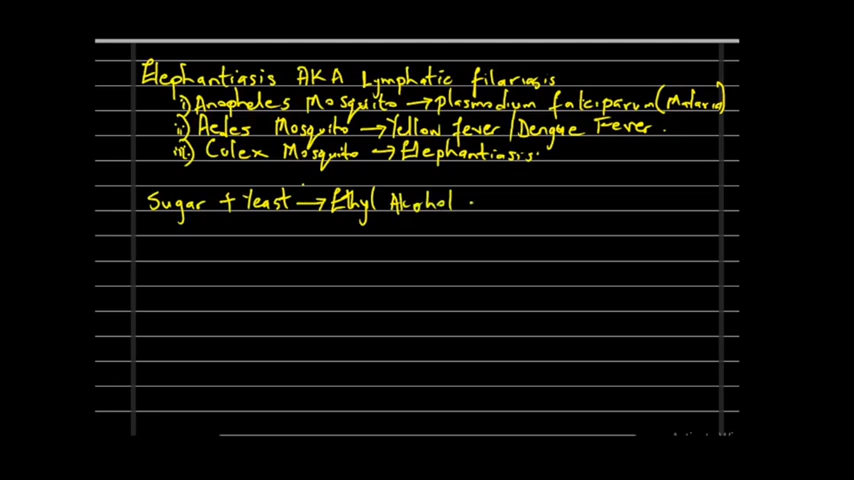 Elephantiasis AKA Lymphatic filariasis
i) Anopheles Mosquito → Plasmodium falciparum (Malaria)
ii) Aedes Mosquito → Yellow fever / Dengue Fever.
iii) Culex Mosquito → Elephantiasis.
Sugar + Yeast → Ethyl Alcohol.